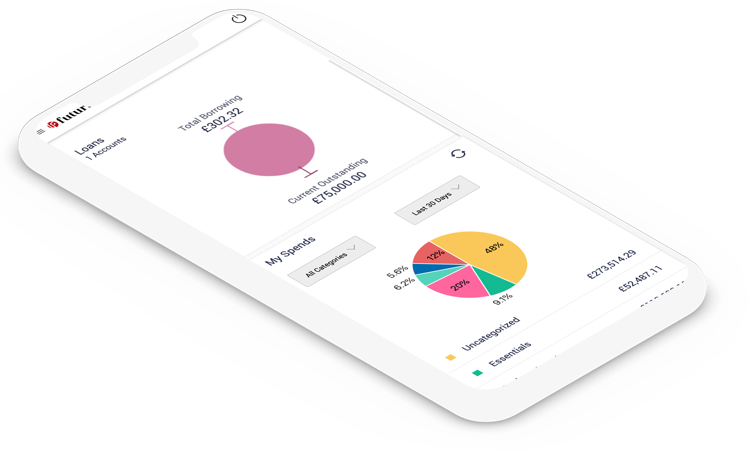 futur.
Loans
1 Accounts
Total Borrowing
£302.32
Current Outstanding
£75,000.00
My Spends
All Categories
Last 30 Days
48%
12%
5.6%
6.2%
20%
9.1%
Uncategorized
£273,514.29
Essentials
£52,487.11